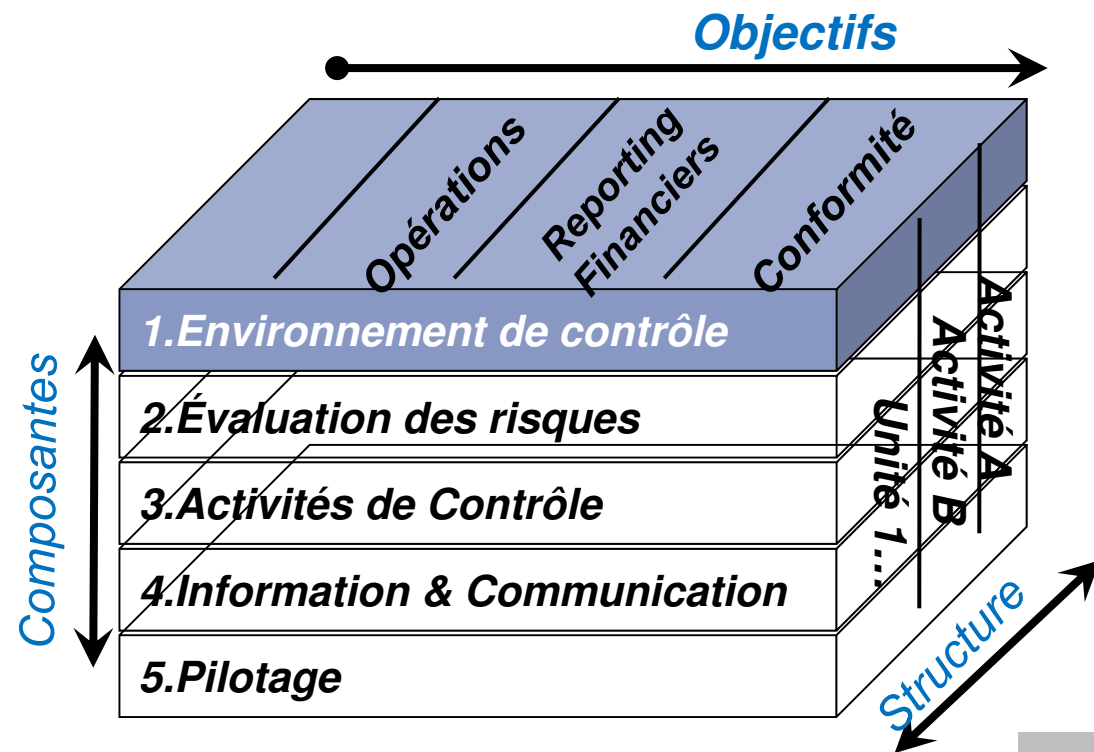 Objectifs
Opérations
Reporting
Financiers
Conformité
1.Environnement de contrôle
2.Évaluation des risques
3.Activités de Contrôle
4.Information & Communication
5.Pilotage
Composantes
Activité A
Activité B
Unité 1...
Structure